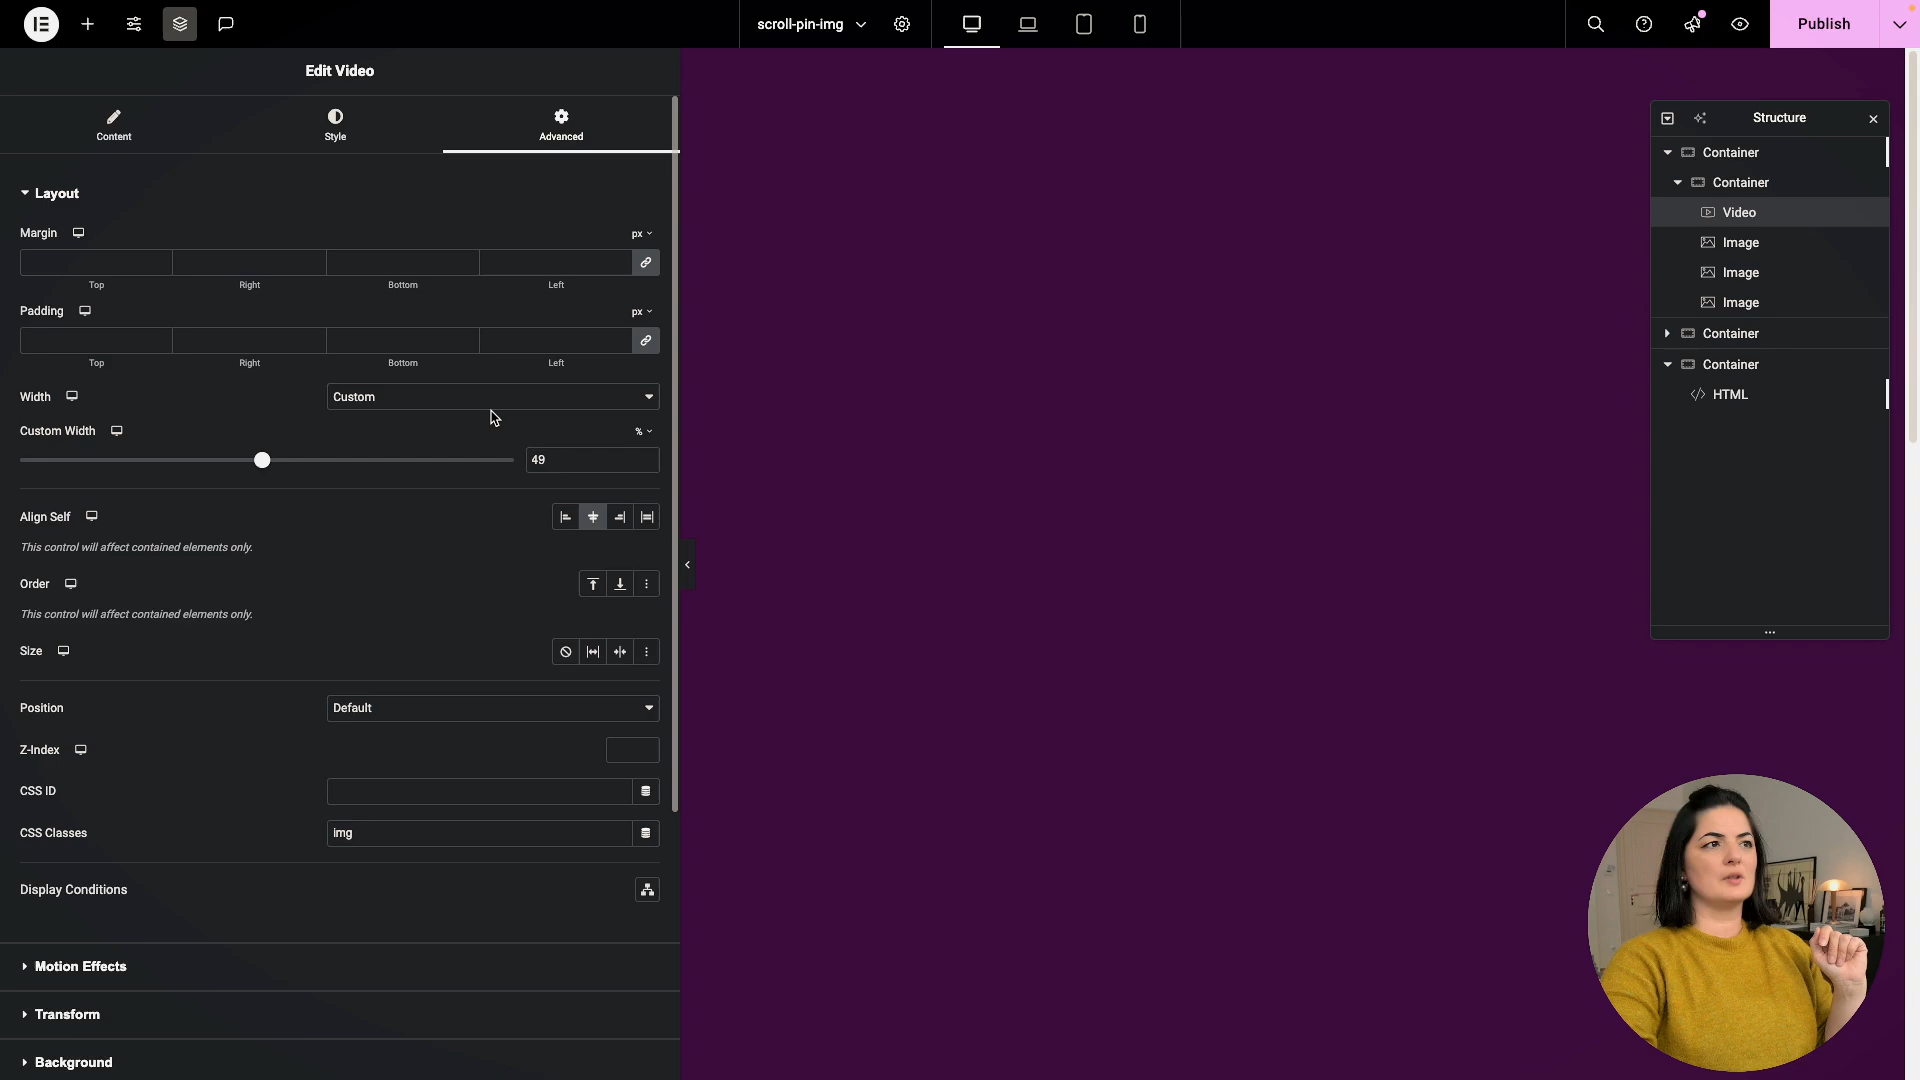 scroll-pin-img
Publish
Edit Video
Content
Style
Advanced
Layout
Margin
px
Top
Right
Bottom
Left
Padding
px
Top
Right
Bottom
Left
Width
Custom
Custom Width
%
49
Align Self
This control will affect contained elements only.
Order
This control will affect contained elements only.
Size
Position
Default
Z-Index
CSS ID
CSS Classes
img
Display Conditions
Motion Effects
Transform
Background
Structure
Container
Container
Video
Image
Image
Image
Container
Container
HTML